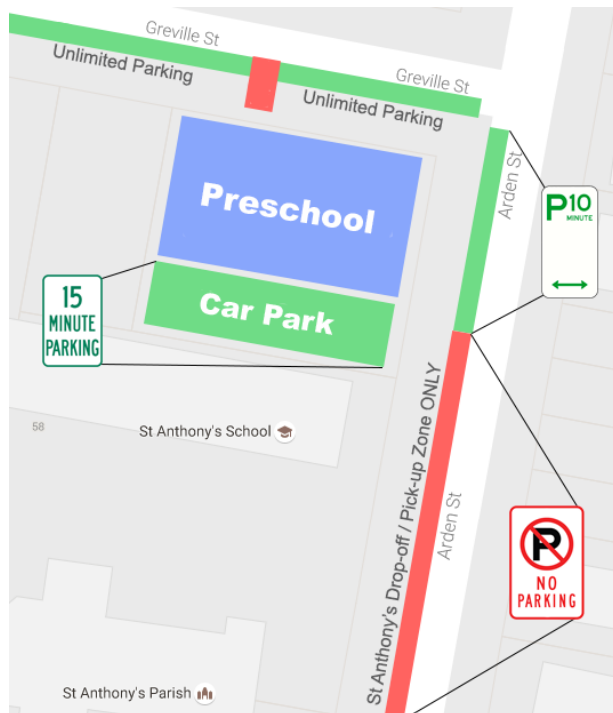 Greville St
Unlimited Parking
Greville St
Unlimited Parking
Arden St
P10
MINUTE
Preschool
Car Park
15
MINUTE
PARKING
St Anthony's Drop-off / Pick-up Zone ONLY
58
St Anthony's School
Arden St
P
NO
PARKING
St Anthony's Parish